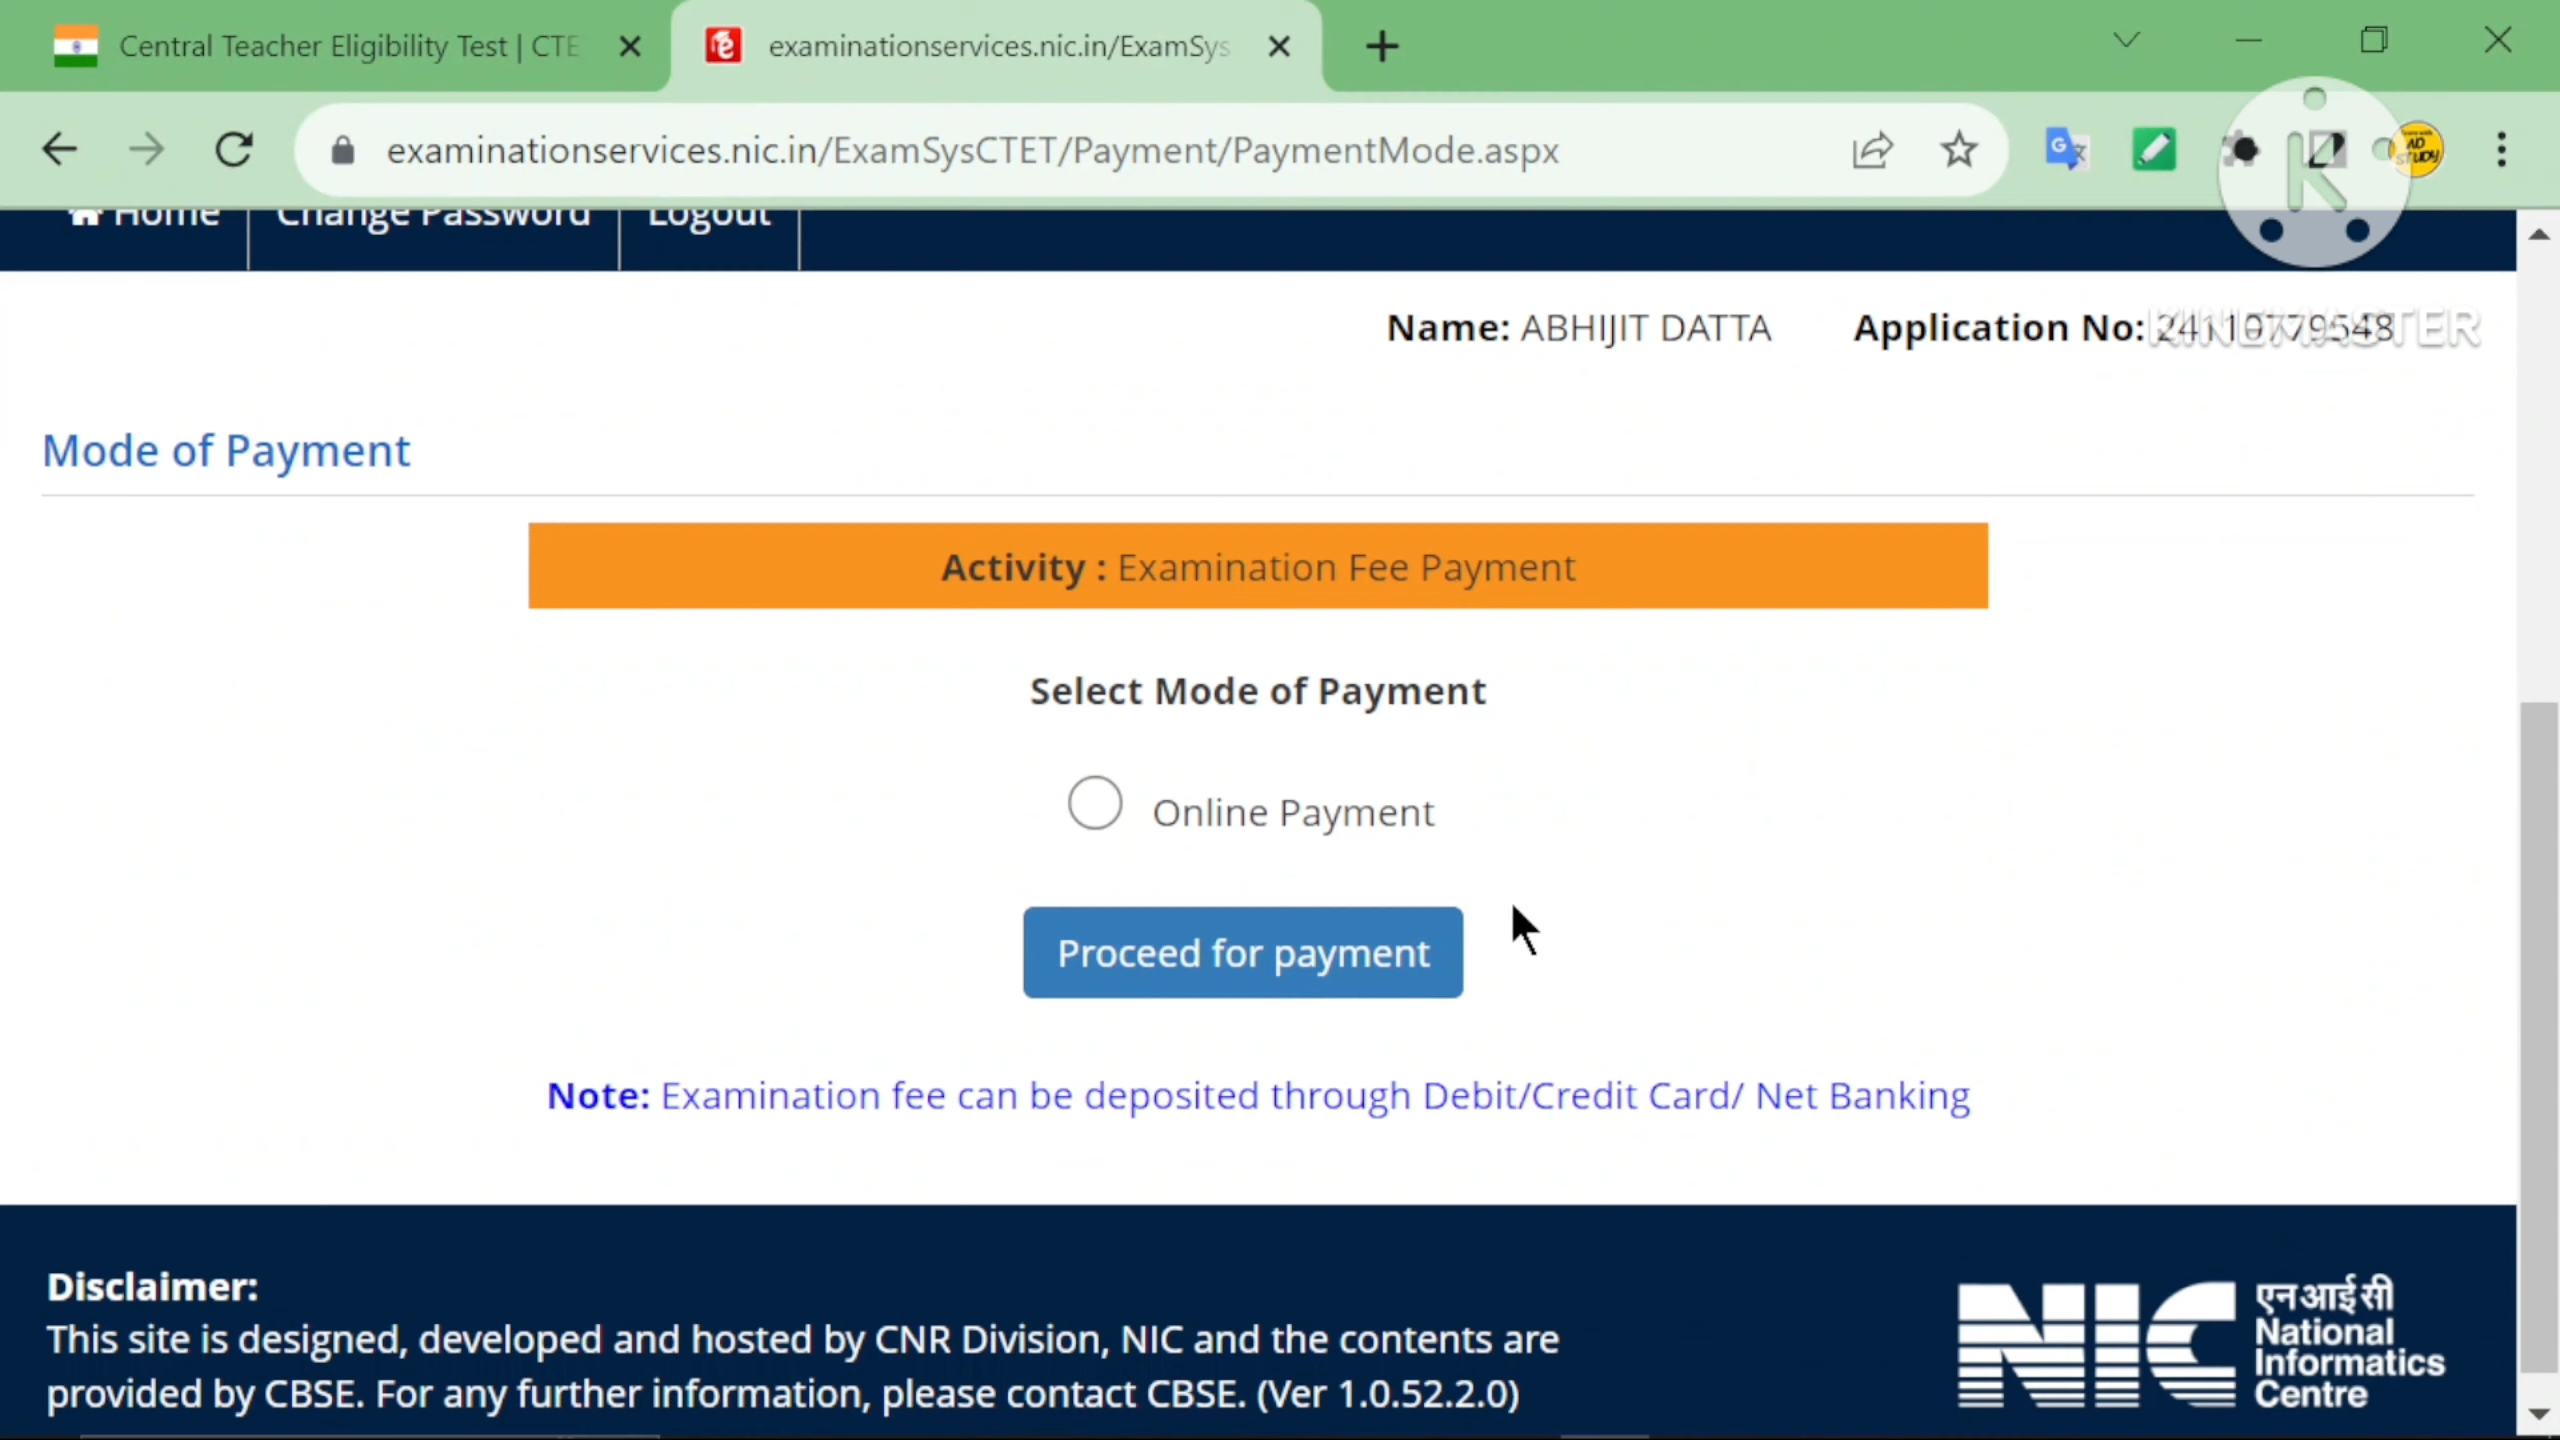 Central Teacher Eligibility Test | CTE
examinationservices.nic.in/ExamSys
examinationservices.nic.in/ExamSysCTET/Payment/PaymentMode.aspx
AD
STUDY
Home
Change Password
Logout
Name: ABHIJIT DATTA
Application No: 24110779548
KINEMASTER
Mode of Payment
Activity : Examination Fee Payment
Select Mode of Payment
Online Payment
Proceed for payment
Note: Examination fee can be deposited through Debit/Credit Card/ Net Banking
Disclaimer:
This site is designed, developed and hosted by CNR Division, NIC and the contents are
provided by CBSE. For any further information, please contact CBSE. (Ver 1.0.52.2.0)
NIC
एनआईसी
National
Informatics
Centre